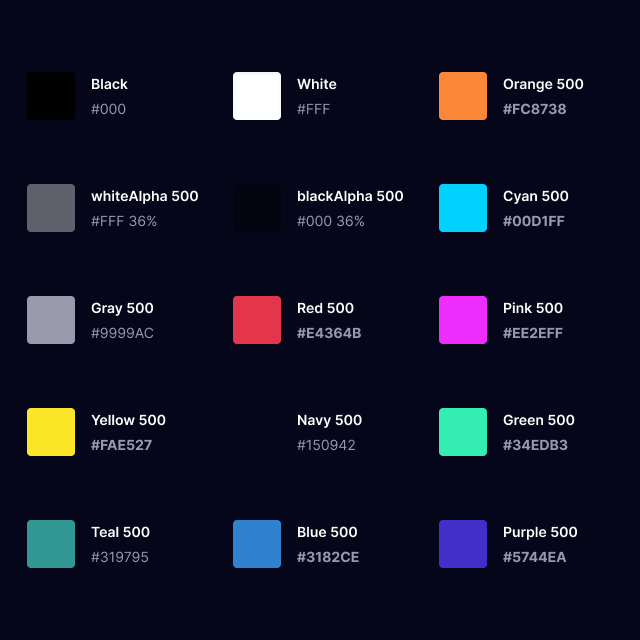 Black
#000
White
#FFF
Orange 500
#FC8738
whiteAlpha 500
#FFF 36%
blackAlpha 500
#000 36%
Cyan 500
#00D1FF
Gray 500
#9999AC
Red 500
#E4364B
Pink 500
#EE2EFF
Yellow 500
#FAE527
Navy 500
#150942
Green 500
#34EDB3
Teal 500
#319795
Blue 500
#3182CE
Purple 500
#5744EA